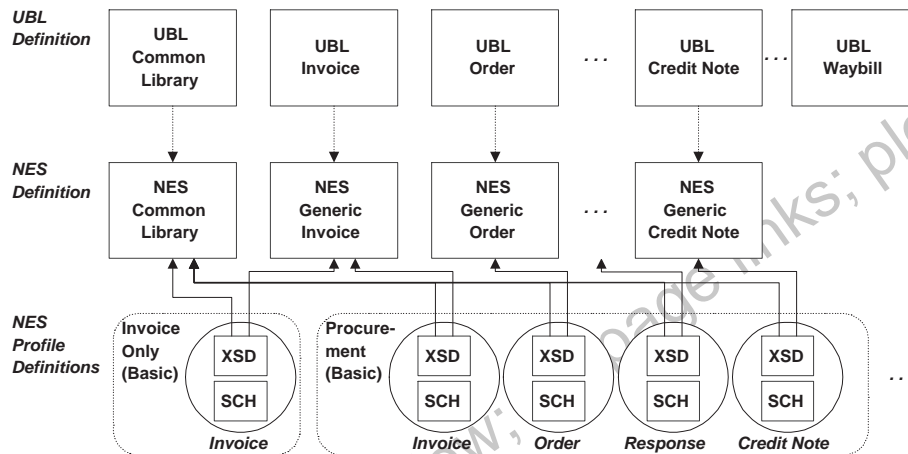 UBL
Definition
UBL
Common
Library
UBL
Invoice
UBL
Order
. . .
UBL
Credit Note
. . .
UBL
Waybill
NES
Definition
NES
Common
Library
NES
Generic
Invoice
NES
Generic
Order
. . .
NES
Generic
Credit Note
NES
Profile
Definitions
Invoice
Only
(Basic)
XSD
SCH
Invoice
Procure-
ment
(Basic)
XSD
SCH
Invoice
XSD
SCH
Order
XSD
SCH
Response
XSD
SCH
Credit Note
. .
page links;